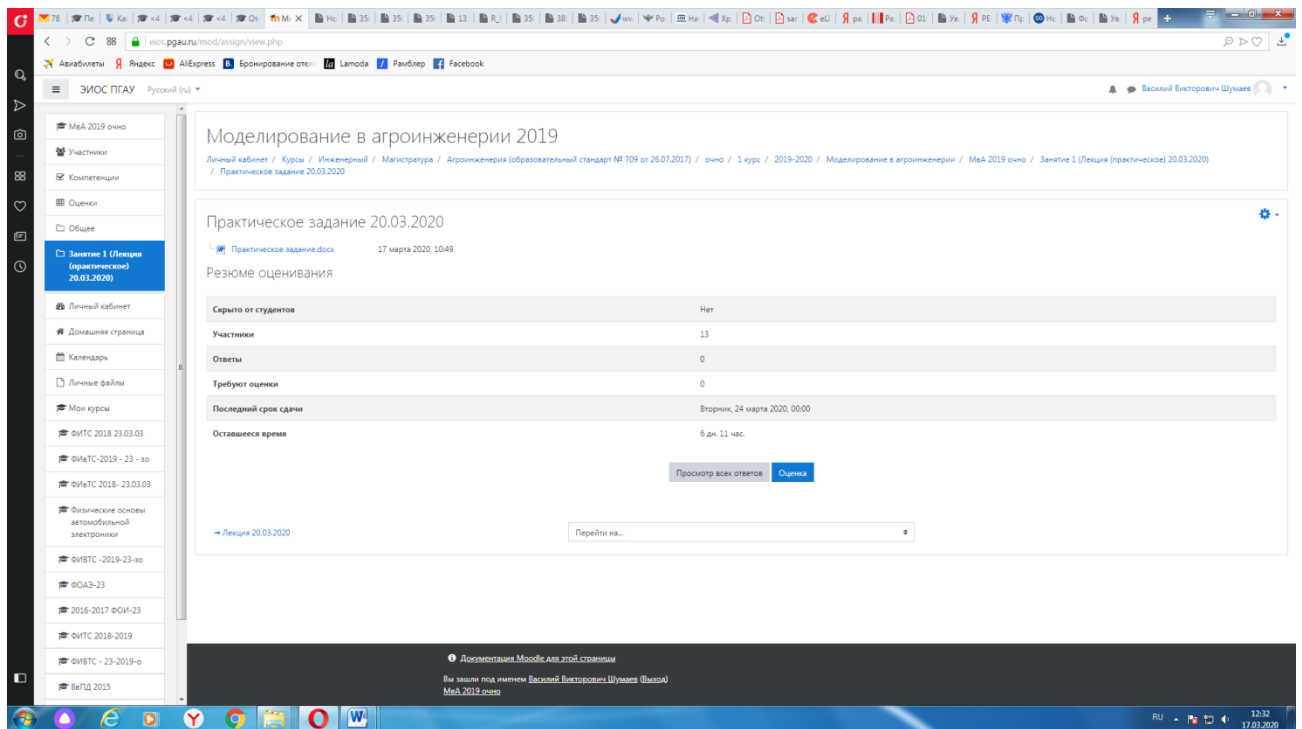 78
eios.pgau.ru/mod/assign/view.php
88
Авиабилеты Яндекс AliExpress Бронирование отел Lamoda Рамблер Facebook
ЭИОС ПГАУ Русский (ru)
Василий Викторович Шумаев
МвА 2019 очно
Участники
Компетенции
Оценки
Общее
Занятие 1 (Лекция
(практическое)
20.03.2020)
Личный кабинет
Домашняя страница
Календарь
Личные файлы
Мои курсы
ФИТС 2018 23.03.03
ФИвТС-2019 - 23 - зо
ФИвТС 2018- 23.03.03
Физические основы
автомобильной
электроники
ФИВТС -2019-23-зо
ФОАЭ-23
2016-2017 ФОИ-23
ФИТС 2018-2019
ФИВТС - 23-2019-о
ВвПД 2015
Моделирование в агроинженерии 2019
Личный кабинет / Курсы / Инженерный / Магистратура / Агроинженерия (образовательный стандарт № 709 от 26.07.2017) / очно / 1 курс / 2019-2020 / Моделирование в агроинженерии / МвА 2019 очно / Занятие 1 (Лекция (практическое) 20.03.2020)
/ Практическое задание 20.03.2020
Практическое задание 20.03.2020
Практическое задание.docx 17 марта 2020, 10:49
Резюме оценивания
Скрыто от студентов Нет
Участники 13
Ответы 0
Требуют оценки 0
Последний срок сдачи Вторник, 24 марта 2020, 00:00
Оставшееся время 6 дн. 11 час.
Просмотр всех ответов Оценка
→ Лекция 20.03.2020 Перейти на...
Документация Moodle для этой страницы
Вы зашли под именем Василий Викторович Шумаев (Выход)
МвА 2019 очно
RU 12:32
17.03.2020